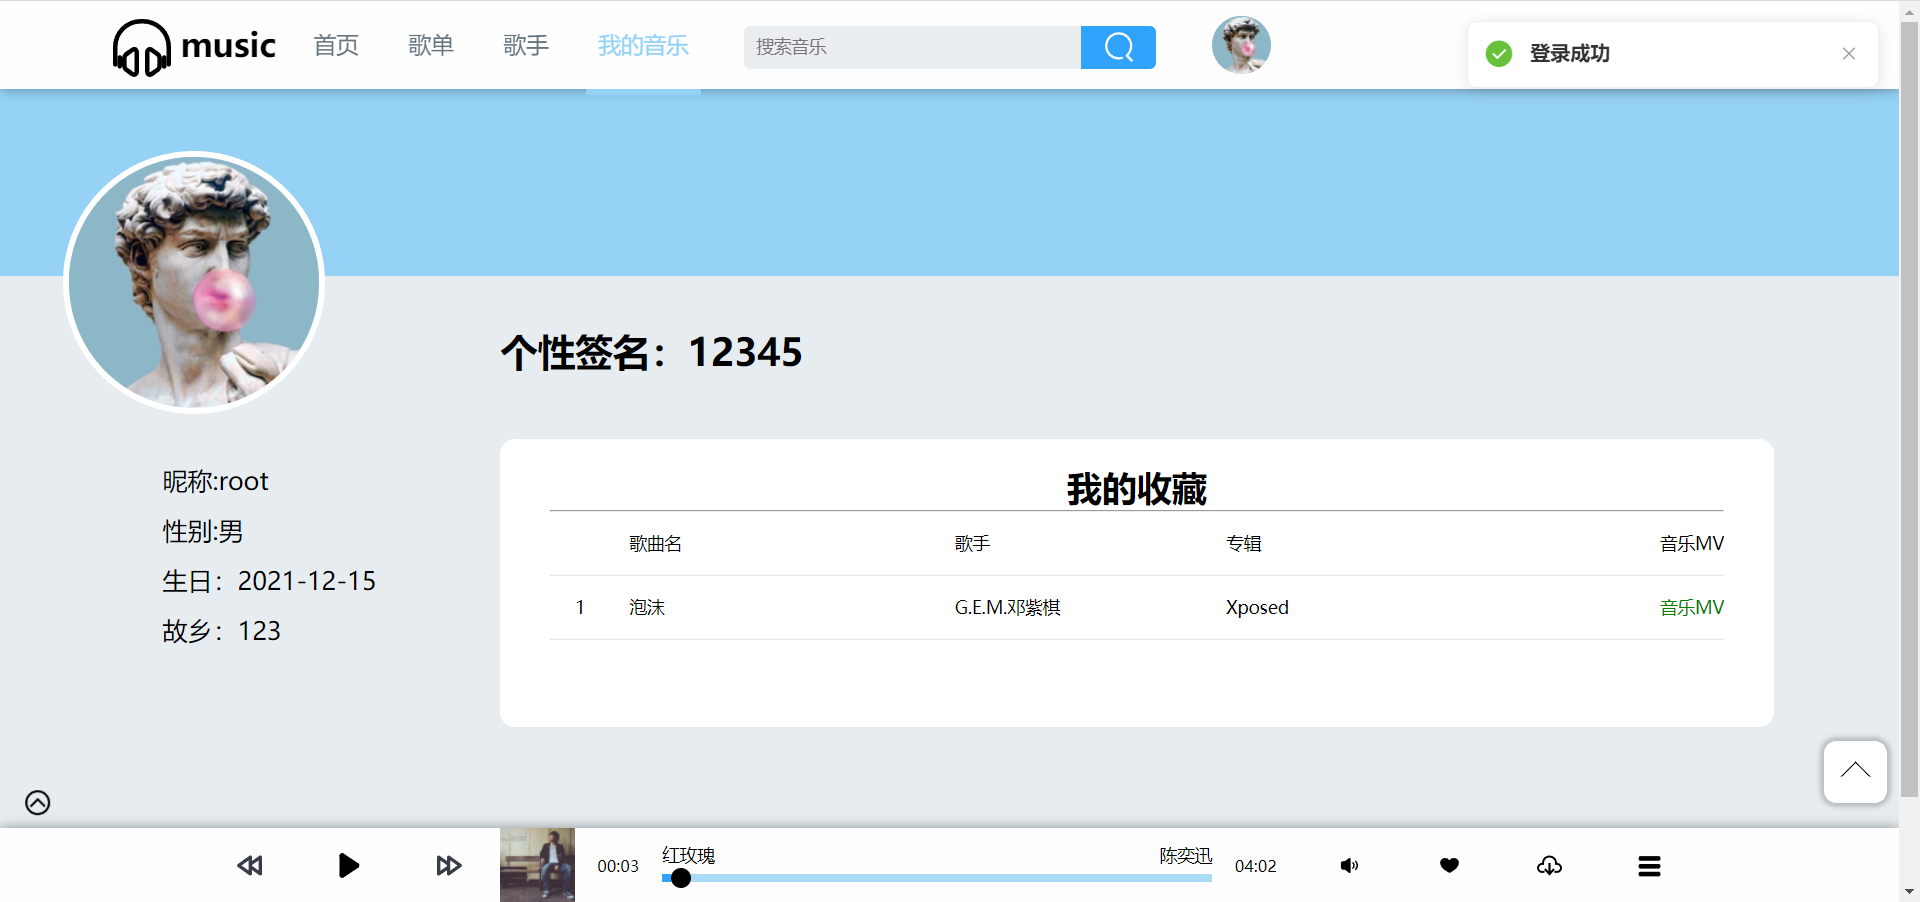 music 首页 歌单 歌手 我的音乐 搜索音乐
登录成功
个性签名：12345
昵称:root
性别:男
生日：2021-12-15
故乡：123
我的收藏
歌曲名 歌手 专辑 音乐MV
1 泡沫 G.E.M.邓紫棋 Xposed 音乐MV
00:03 红玫瑰 陈奕迅 04:02